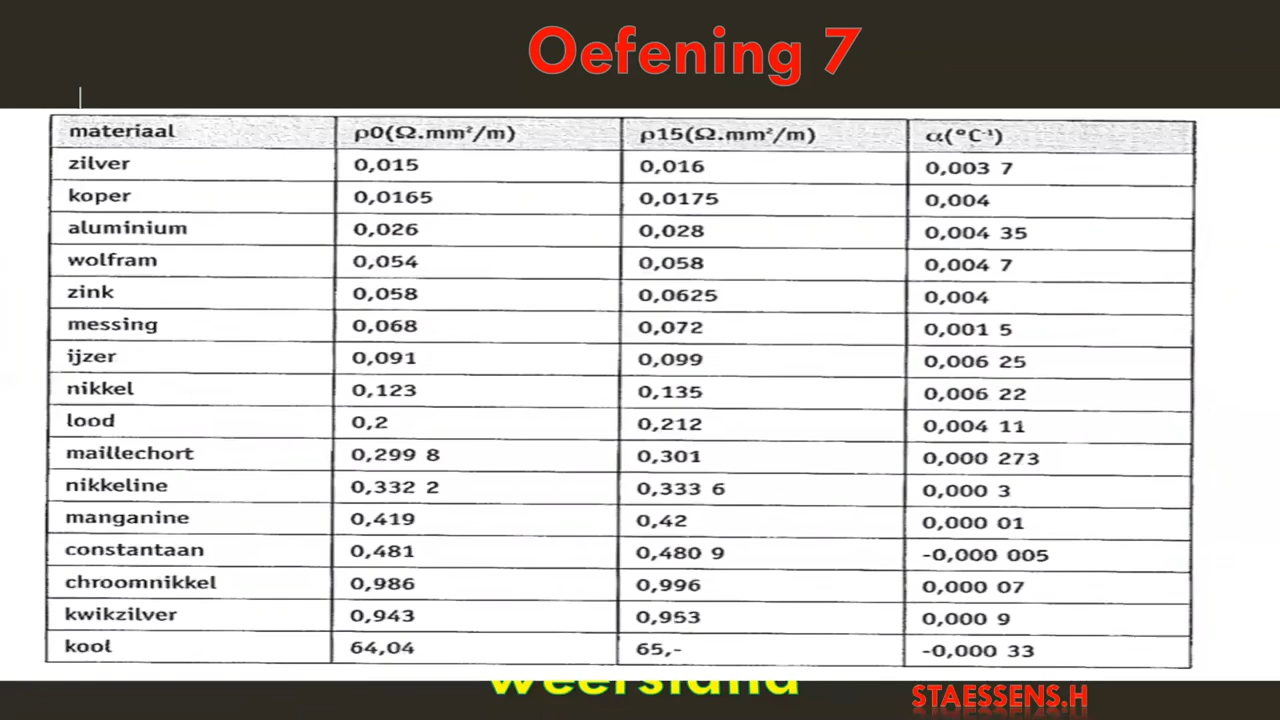 Oefening 7
materiaal ρ0(Ω.mm²/m) ρ15(Ω.mm²/m) α(°C⁻¹)
zilver 0,015 0,016 0,003 7
koper 0,0165 0,0175 0,004
aluminium 0,026 0,028 0,004 35
wolfram 0,054 0,058 0,004 7
zink 0,058 0,0625 0,004
messing 0,068 0,072 0,001 5
ijzer 0,091 0,099 0,006 25
nikkel 0,123 0,135 0,006 22
lood 0,2 0,212 0,004 11
maillechort 0,299 8 0,301 0,000 273
nikkeline 0,332 2 0,333 6 0,000 3
manganine 0,419 0,42 0,000 01
constantaan 0,481 0,480 9 -0,000 005
chroomnikkel 0,986 0,996 0,000 07
kwikzilver 0,943 0,953 0,000 9
kool 64,04 65,- -0,000 33
weerstand
STAESSENS.H